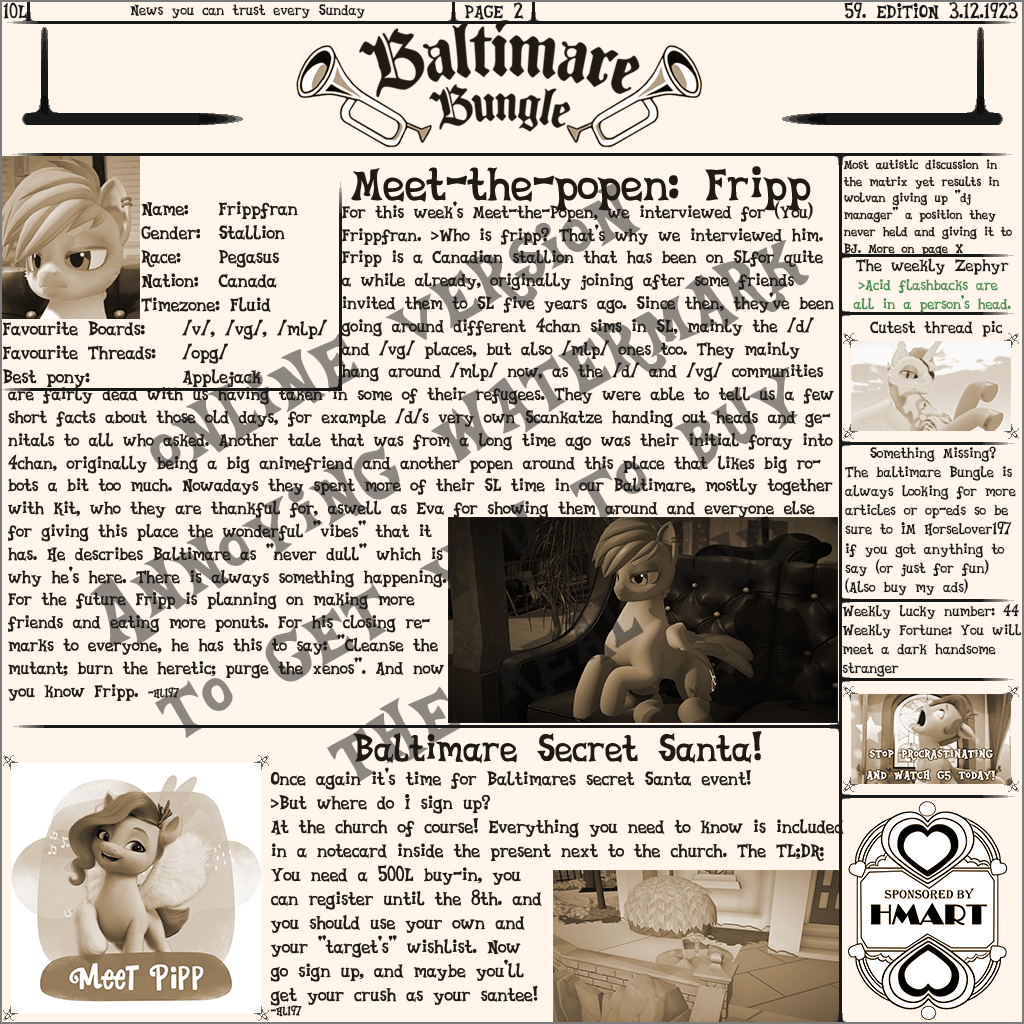 10L
News you can trust every Sunday
PAGE 2
59. EDITION 3.12.1923
Baltimare
Bungle
Name: Frippfran
Gender: Stallion
Race: Pegasus
Nation: Canada
Timezone: Fluid
Favourite Boards: /v/, /vg/, /mlp/
Favourite Threads: /opg/
Best pony: Applejack
Meet-the-popen: Fripp
For this week's Meet-the-Popen, we interviewed for (You)
Frippfran. >Who is fripp? That's why we interviewed him.
Fripp is a Canadian stallion that has been on SLfor quite
a while already, originally joining after some friends
invited them to SL five years ago. Since then, they've been
going around different 4chan sims in SL, mainly the /d/
and /vg/ places, but also /mlp/ ones too. They mainly
hang around /mlp/ now, as the /d/ and /vg/ communities
are fairly dead with us having taken in some of their refugees. They were able to tell us a few
short facts about those old days, for example /d/s very own Scankatze handing out heads and ge-
nitals to all who asked. Another tale that was from a long time ago was their initial foray into
4chan, originally being a big animefriend and another popen around this place that likes big ro-
bots a bit too much. Nowadays they spent more of their SL time in our Baltimare, mostly together
with Kit, who they are thankful for, aswell as Eva for showing them around and everyone else
for giving this place the wonderful "vibes" that it
has. He describes Baltimare as "never dull" which is
why he's here. There is always something happening.
For the future Fripp is planning on making more
friends and eating more ponuts. For his closing re-
marks to everyone, he has this to say: "Cleanse the
mutant; burn the heretic; purge the xenos". And now
you know Fripp. -HL197
ONLINE VERSION
ANNOYING WATERMARK
TO GET YOU TO BUY
THE REAL
Baltimare Secret Santa!
Once again it's time for Baltimares secret Santa event!
>But where do i sign up?
At the church of course! Everything you need to know is included
in a notecard inside the present next to the church. The TL;DR:
You need a 500L buy-in, you
can register until the 8th. and
you should use your own and
your "target's" wishlist. Now
go sign up, and maybe you'll
get your crush as your santee!
-HL197
MEET PIPP
Most autistic discussion in
the matrix yet results in
wolvan giving up "dj
manager" a position they
never held and giving it to
BJ. More on page X
The weekly Zephyr
>Acid flashbacks are
all in a person's head.
Cutest thread pic
Something Missing?
The baltimare Bungle is
always looking for more
articles or op-eds so be
sure to iM Horselover197
if you got anything to
say (or just for fun)
(Also buy my ads)
Weekly lucky number: 44
Weekly Fortune: You will
meet a dark handsome
stranger
STOP PROCRASTINATING
AND WATCH G5 TODAY!
SPONSORED BY
HMART